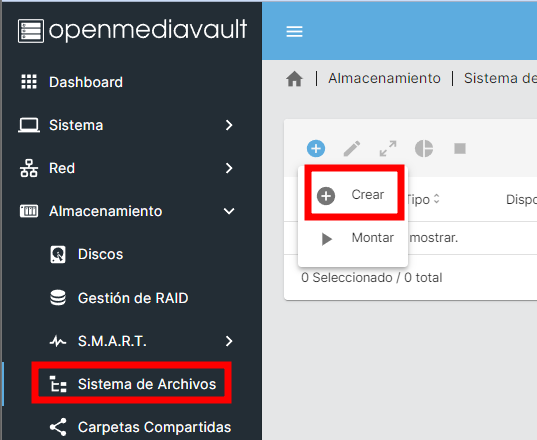 openmediavault
Dashboard
Sistema
Red
Almacenamiento
Discos
Gestión de RAID
S.M.A.R.T.
Sistema de Archivos
Carpetas Compartidas
Almacenamiento
Sistema de
Crear
Tipo
Dispo
Montar
mostrar.
0 Seleccionado / 0 total